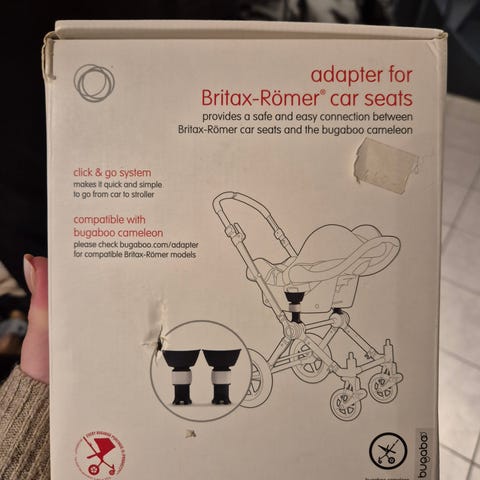 adapter for
Britax-Römer® car seats
provides a safe and easy connection between
Britax-Römer car seats and the bugaboo cameleon
click & go system
makes it quick and simple
to go from car to stroller
compatible with
bugaboo cameleon
please check bugaboo.com/adapter
for compatible Britax-Römer models
bugaboo
bugaboo cameleon